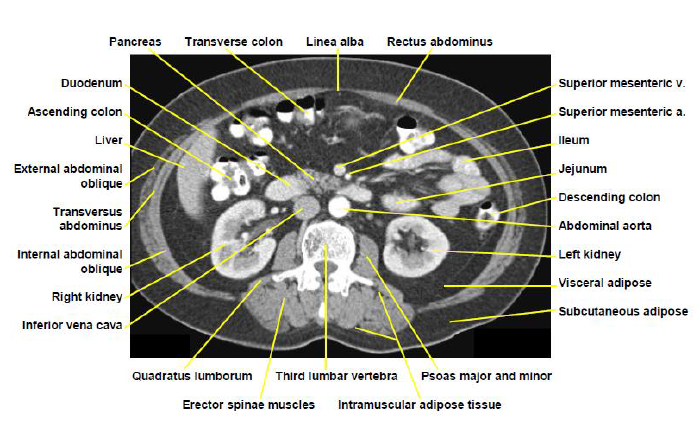 Pancreas
Transverse colon
Linea alba
Rectus abdominus
Duodenum
Ascending colon
Liver
External abdominal
oblique
Transversus
abdominus
Internal abdominal
oblique
Right kidney
Inferior vena cava
Superior mesenteric v.
Superior mesenteric a.
Ileum
Jejunum
Descending colon
Abdominal aorta
Left kidney
Visceral adipose
Subcutaneous adipose
Quadratus lumborum
Third lumbar vertebra
Psoas major and minor
Erector spinae muscles
Intramuscular adipose tissue